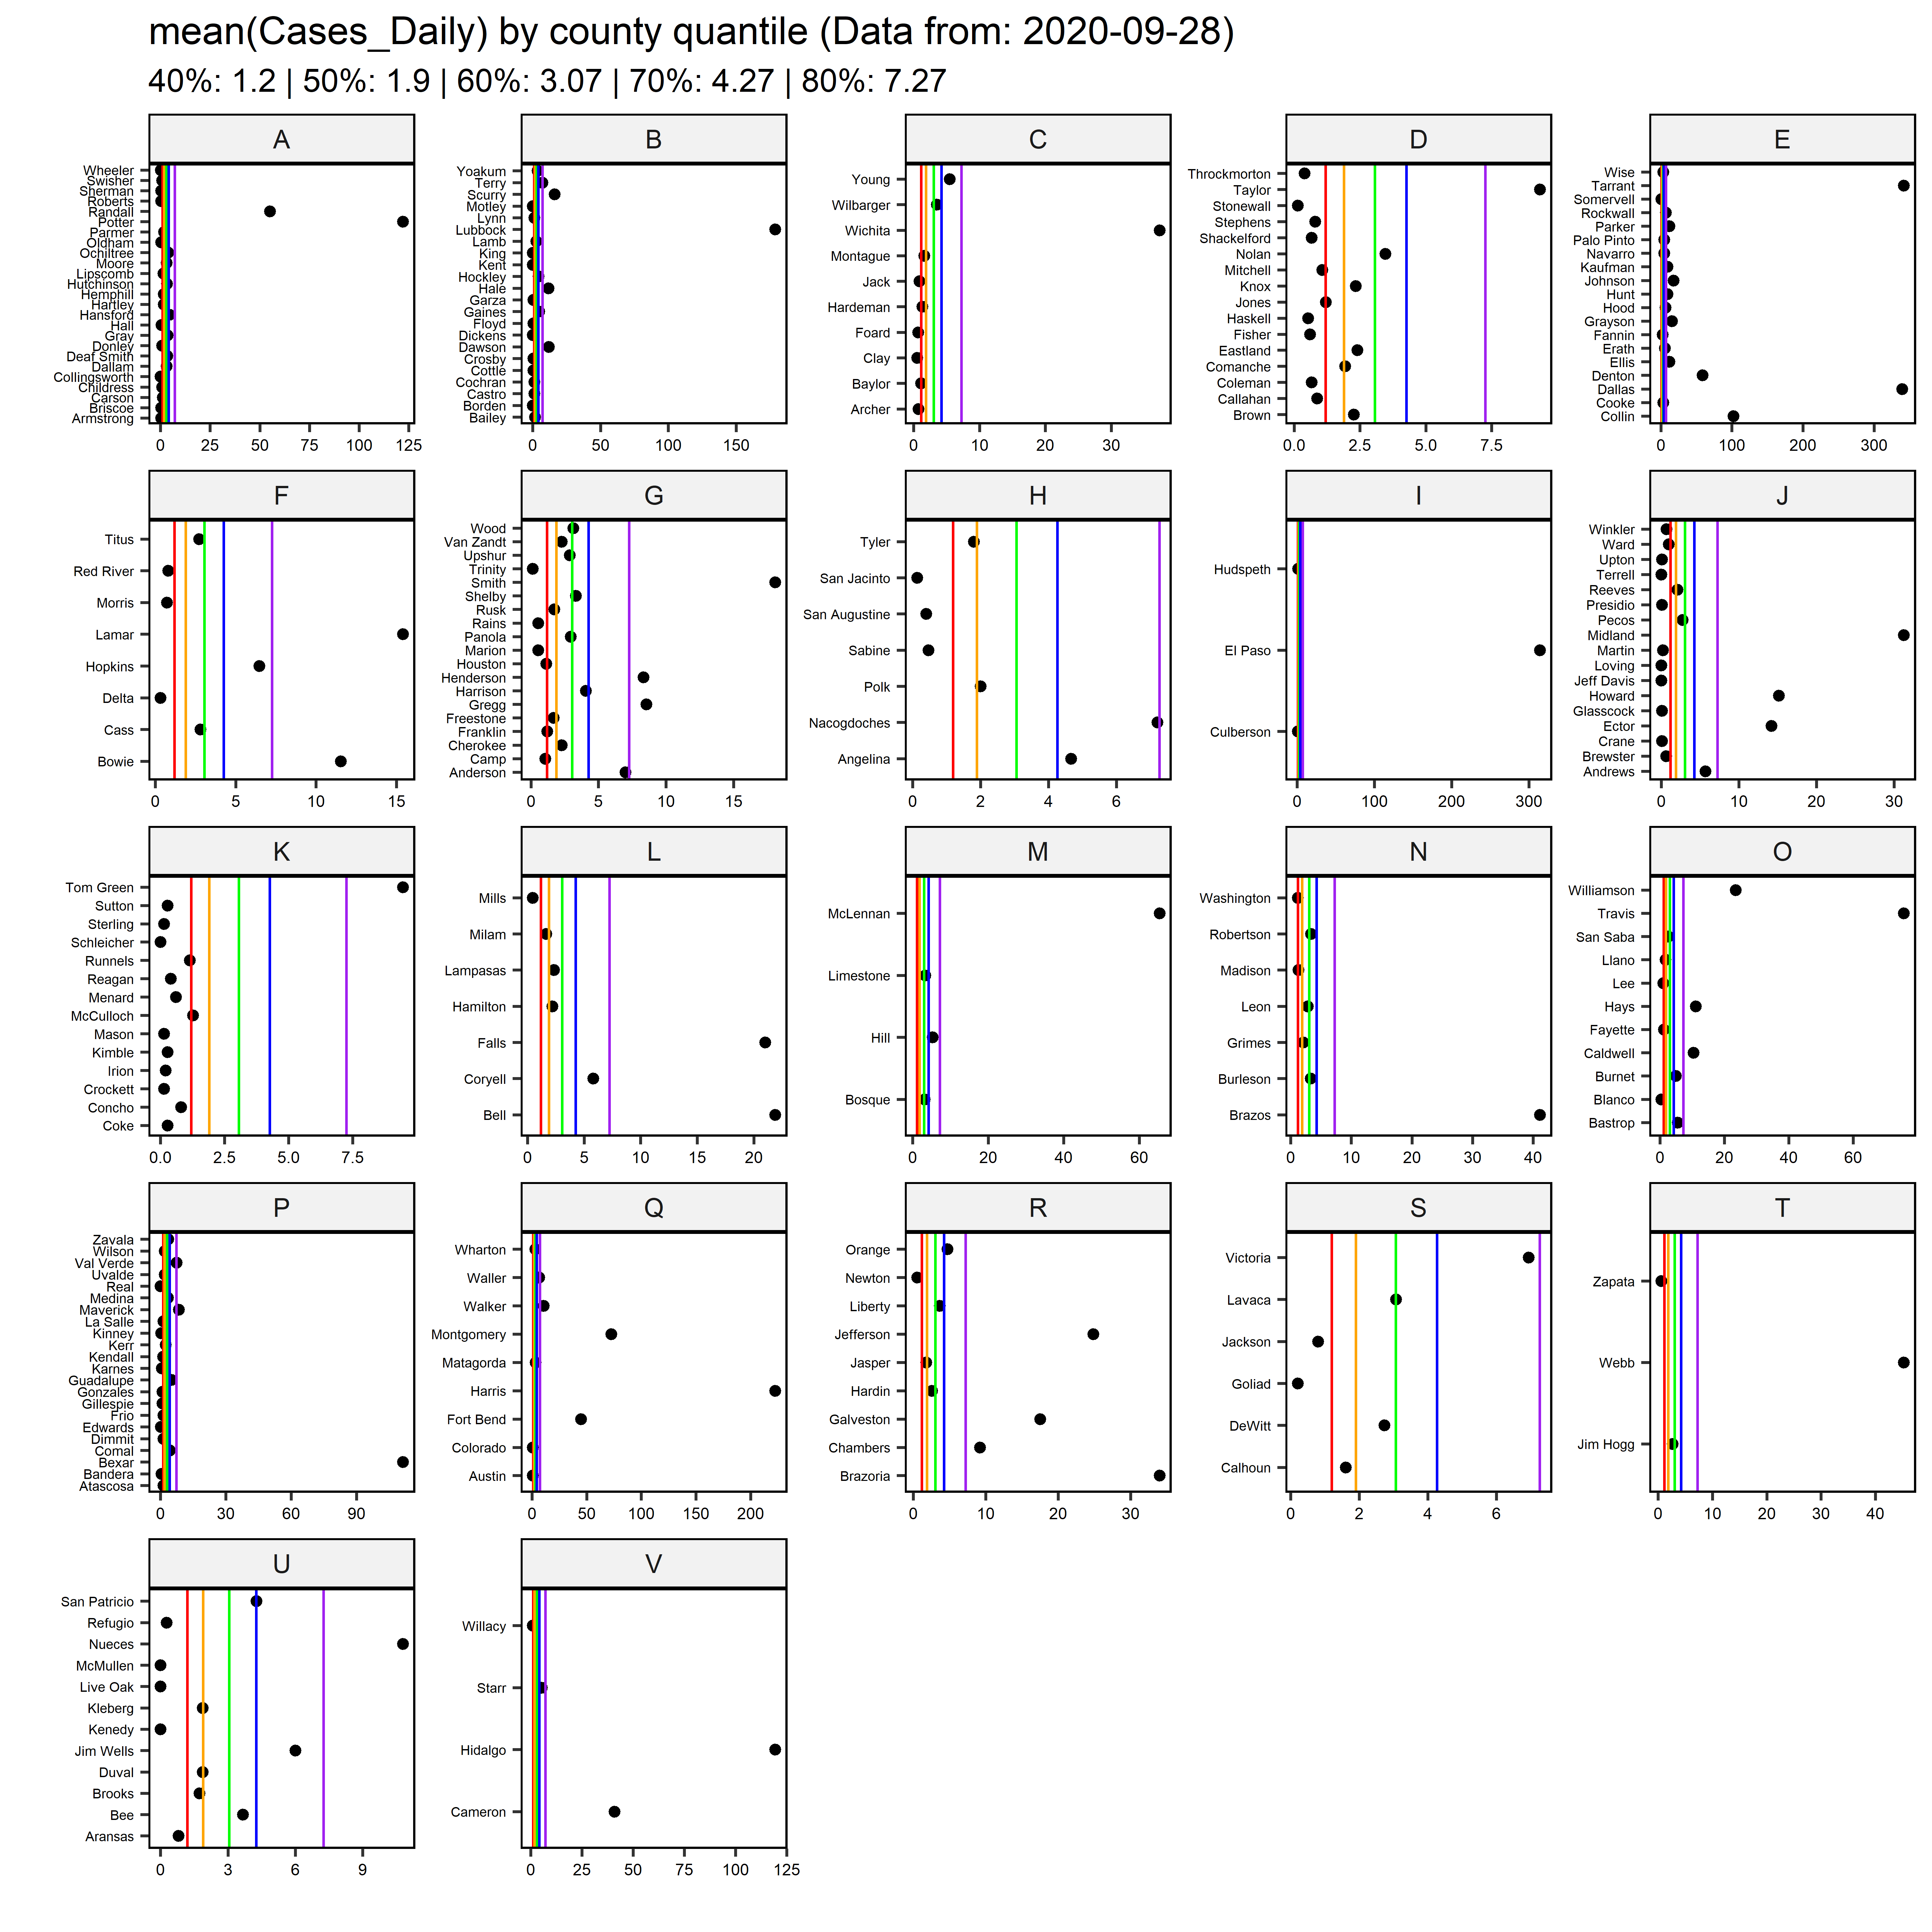 mean(Cases_Daily) by county quantile (Data from: 2020-09-28)
40%: 1.2 | 50%: 1.9 | 60%: 3.07 | 70%: 4.27 | 80%: 7.27
A
Wheeler
Swisher
Sherman
Roberts
Randall
Potter
Parmer
Oldham
Ochiltree
Moore
Lipscomb
Hutchinson
Hemphill
Hartley
Hansford
Hall
Gray
Donley
Deaf Smith
Dallam
Collingsworth
Childress
Carson
Briscoe
Armstrong
0 25 50 75 100 125
B
Yoakum
Terry
Scurry
Motley
Lynn
Lubbock
Lamb
King
Kent
Hockley
Hale
Garza
Gaines
Floyd
Dickens
Dawson
Crosby
Cottle
Cochran
Castro
Borden
Bailey
0 50 100 150
C
Young
Wilbarger
Wichita
Montague
Jack
Hardeman
Foard
Clay
Baylor
Archer
0 10 20 30
D
Throckmorton
Taylor
Stonewall
Stephens
Shackelford
Nolan
Mitchell
Knox
Jones
Haskell
Fisher
Eastland
Comanche
Coleman
Callahan
Brown
0.0 2.5 5.0 7.5
E
Wise
Tarrant
Somervell
Rockwall
Parker
Palo Pinto
Navarro
Kaufman
Johnson
Hunt
Hood
Grayson
Fannin
Erath
Ellis
Denton
Dallas
Cooke
Collin
0 100 200 300
F
Titus
Red River
Morris
Lamar
Hopkins
Delta
Cass
Bowie
0 5 10 15
G
Wood
Van Zandt
Upshur
Trinity
Smith
Shelby
Rusk
Rains
Panola
Marion
Houston
Henderson
Harrison
Gregg
Freestone
Franklin
Cherokee
Camp
Anderson
0 5 10 15
H
Tyler
San Jacinto
San Augustine
Sabine
Polk
Nacogdoches
Angelina
0 2 4 6
I
Hudspeth
El Paso
Culberson
0 100 200 300
J
Winkler
Ward
Upton
Terrell
Reeves
Presidio
Pecos
Midland
Martin
Loving
Jeff Davis
Howard
Glasscock
Ector
Crane
Brewster
Andrews
0 10 20 30
K
Tom Green
Sutton
Sterling
Schleicher
Runnels
Reagan
Menard
McCulloch
Mason
Kimble
Irion
Crockett
Concho
Coke
0.0 2.5 5.0 7.5
L
Mills
Milam
Lampasas
Hamilton
Falls
Coryell
Bell
0 5 10 15 20
M
McLennan
Limestone
Hill
Bosque
0 20 40 60
N
Washington
Robertson
Madison
Leon
Grimes
Burleson
Brazos
0 10 20 30 40
O
Williamson
Travis
San Saba
Llano
Lee
Hays
Fayette
Caldwell
Burnet
Blanco
Bastrop
0 20 40 60
P
Zavala
Wilson
Val Verde
Uvalde
Real
Medina
Maverick
La Salle
Kinney
Kerr
Kendall
Karnes
Guadalupe
Gonzales
Gillespie
Frio
Edwards
Dimmit
Comal
Bexar
Bandera
Atascosa
0 30 60 90
Q
Wharton
Waller
Walker
Montgomery
Matagorda
Harris
Fort Bend
Colorado
Austin
0 50 100 150 200
R
Orange
Newton
Liberty
Jefferson
Jasper
Hardin
Galveston
Chambers
Brazoria
0 10 20 30
S
Victoria
Lavaca
Jackson
Goliad
DeWitt
Calhoun
0 2 4 6
T
Zapata
Webb
Jim Hogg
0 10 20 30 40
U
San Patricio
Refugio
Nueces
McMullen
Live Oak
Kleberg
Kenedy
Jim Wells
Duval
Brooks
Bee
Aransas
0 3 6 9
V
Willacy
Starr
Hidalgo
Cameron
0 25 50 75 100 125